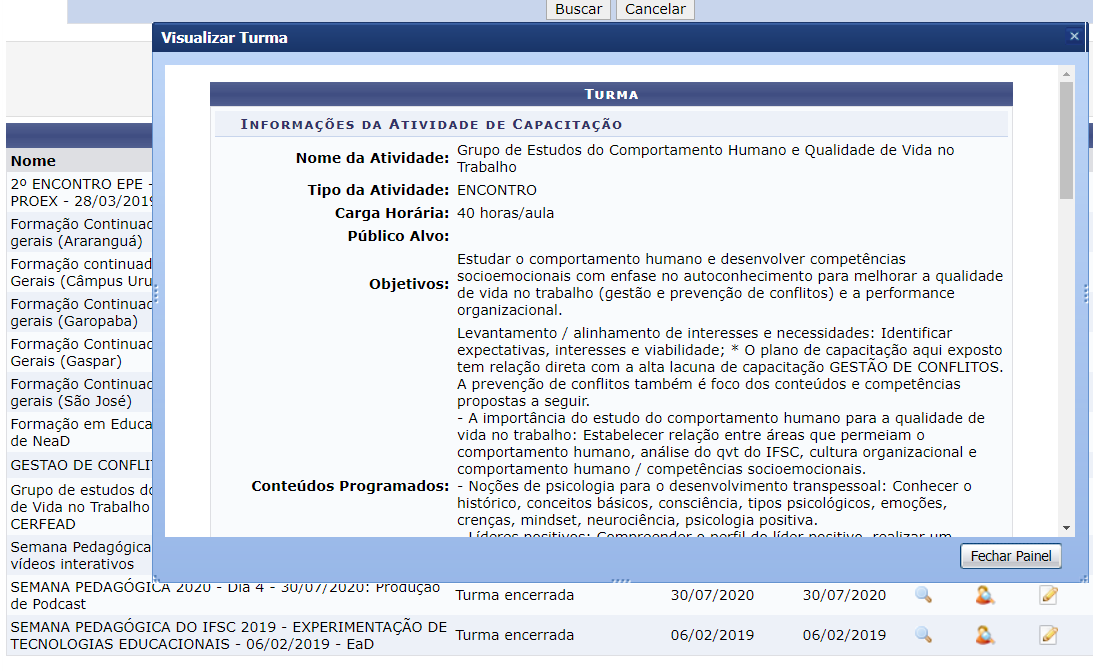 Buscar Cancelar
Visualizar Turma
×
TURMA
INFORMAÇÕES DA ATIVIDADE DE CAPACITAÇÃO
Nome da Atividade: Grupo de Estudos do Comportamento Humano e Qualidade de Vida no
Trabalho
Tipo da Atividade: ENCONTRO
Carga Horária: 40 horas/aula
Público Alvo:
Objetivos: Estudar o comportamento humano e desenvolver competências
socioemocionais com enfase no autoconhecimento para melhorar a qualidade
de vida no trabalho (gestão e prevenção de conflitos) e a performance
organizacional.
Conteúdos Programados: Levantamento / alinhamento de interesses e necessidades: Identificar
expectativas, interesses e viabilidade; * O plano de capacitação aqui exposto
tem relação direta com a alta lacuna de capacitação GESTÃO DE CONFLITOS.
A prevenção de conflitos também é foco dos conteúdos e competências
propostas a seguir.
- A importância do estudo do comportamento humano para a qualidade de
vida no trabalho: Estabelecer relação entre áreas que permeiam o
comportamento humano, análise do qvt do IFSC, cultura organizacional e
comportamento humano / competências socioemocionais.
- Noções de psicologia para o desenvolvimento transpessoal: Conhecer o
histórico, conceitos básicos, consciência, tipos psicológicos, emoções,
crenças, mindset, neurociência, psicologia positiva.
- Líderes positivos: Compreender o perfil do líder positivo, realizar um
Fechar Painel
Nome
2º ENCONTRO EPE -
PROEX - 28/03/2019
Formação Continuad
gerais (Araranguá)
Formação continuad
Gerais (Câmpus Uru
Formação Continuad
gerais (Garopaba)
Formação Continuad
Gerais (Gaspar)
Formação Continuad
gerais (São José)
Formação em Educa
de NeaD
GESTAO DE CONFLIT
Grupo de estudos do
de Vida no Trabalho
CERFEAD
Semana Pedagógica
vídeos interativos
SEMANA PEDAGÓGICA 2020 - Dia 4 - 30/07/2020: Produção
de Podcast
Turma encerrada 30/07/2020 30/07/2020
SEMANA PEDAGÓGICA DO IFSC 2019 - EXPERIMENTAÇÃO DE
TECNOLOGIAS EDUCACIONAIS - 06/02/2019 - EaD
Turma encerrada 06/02/2019 06/02/2019